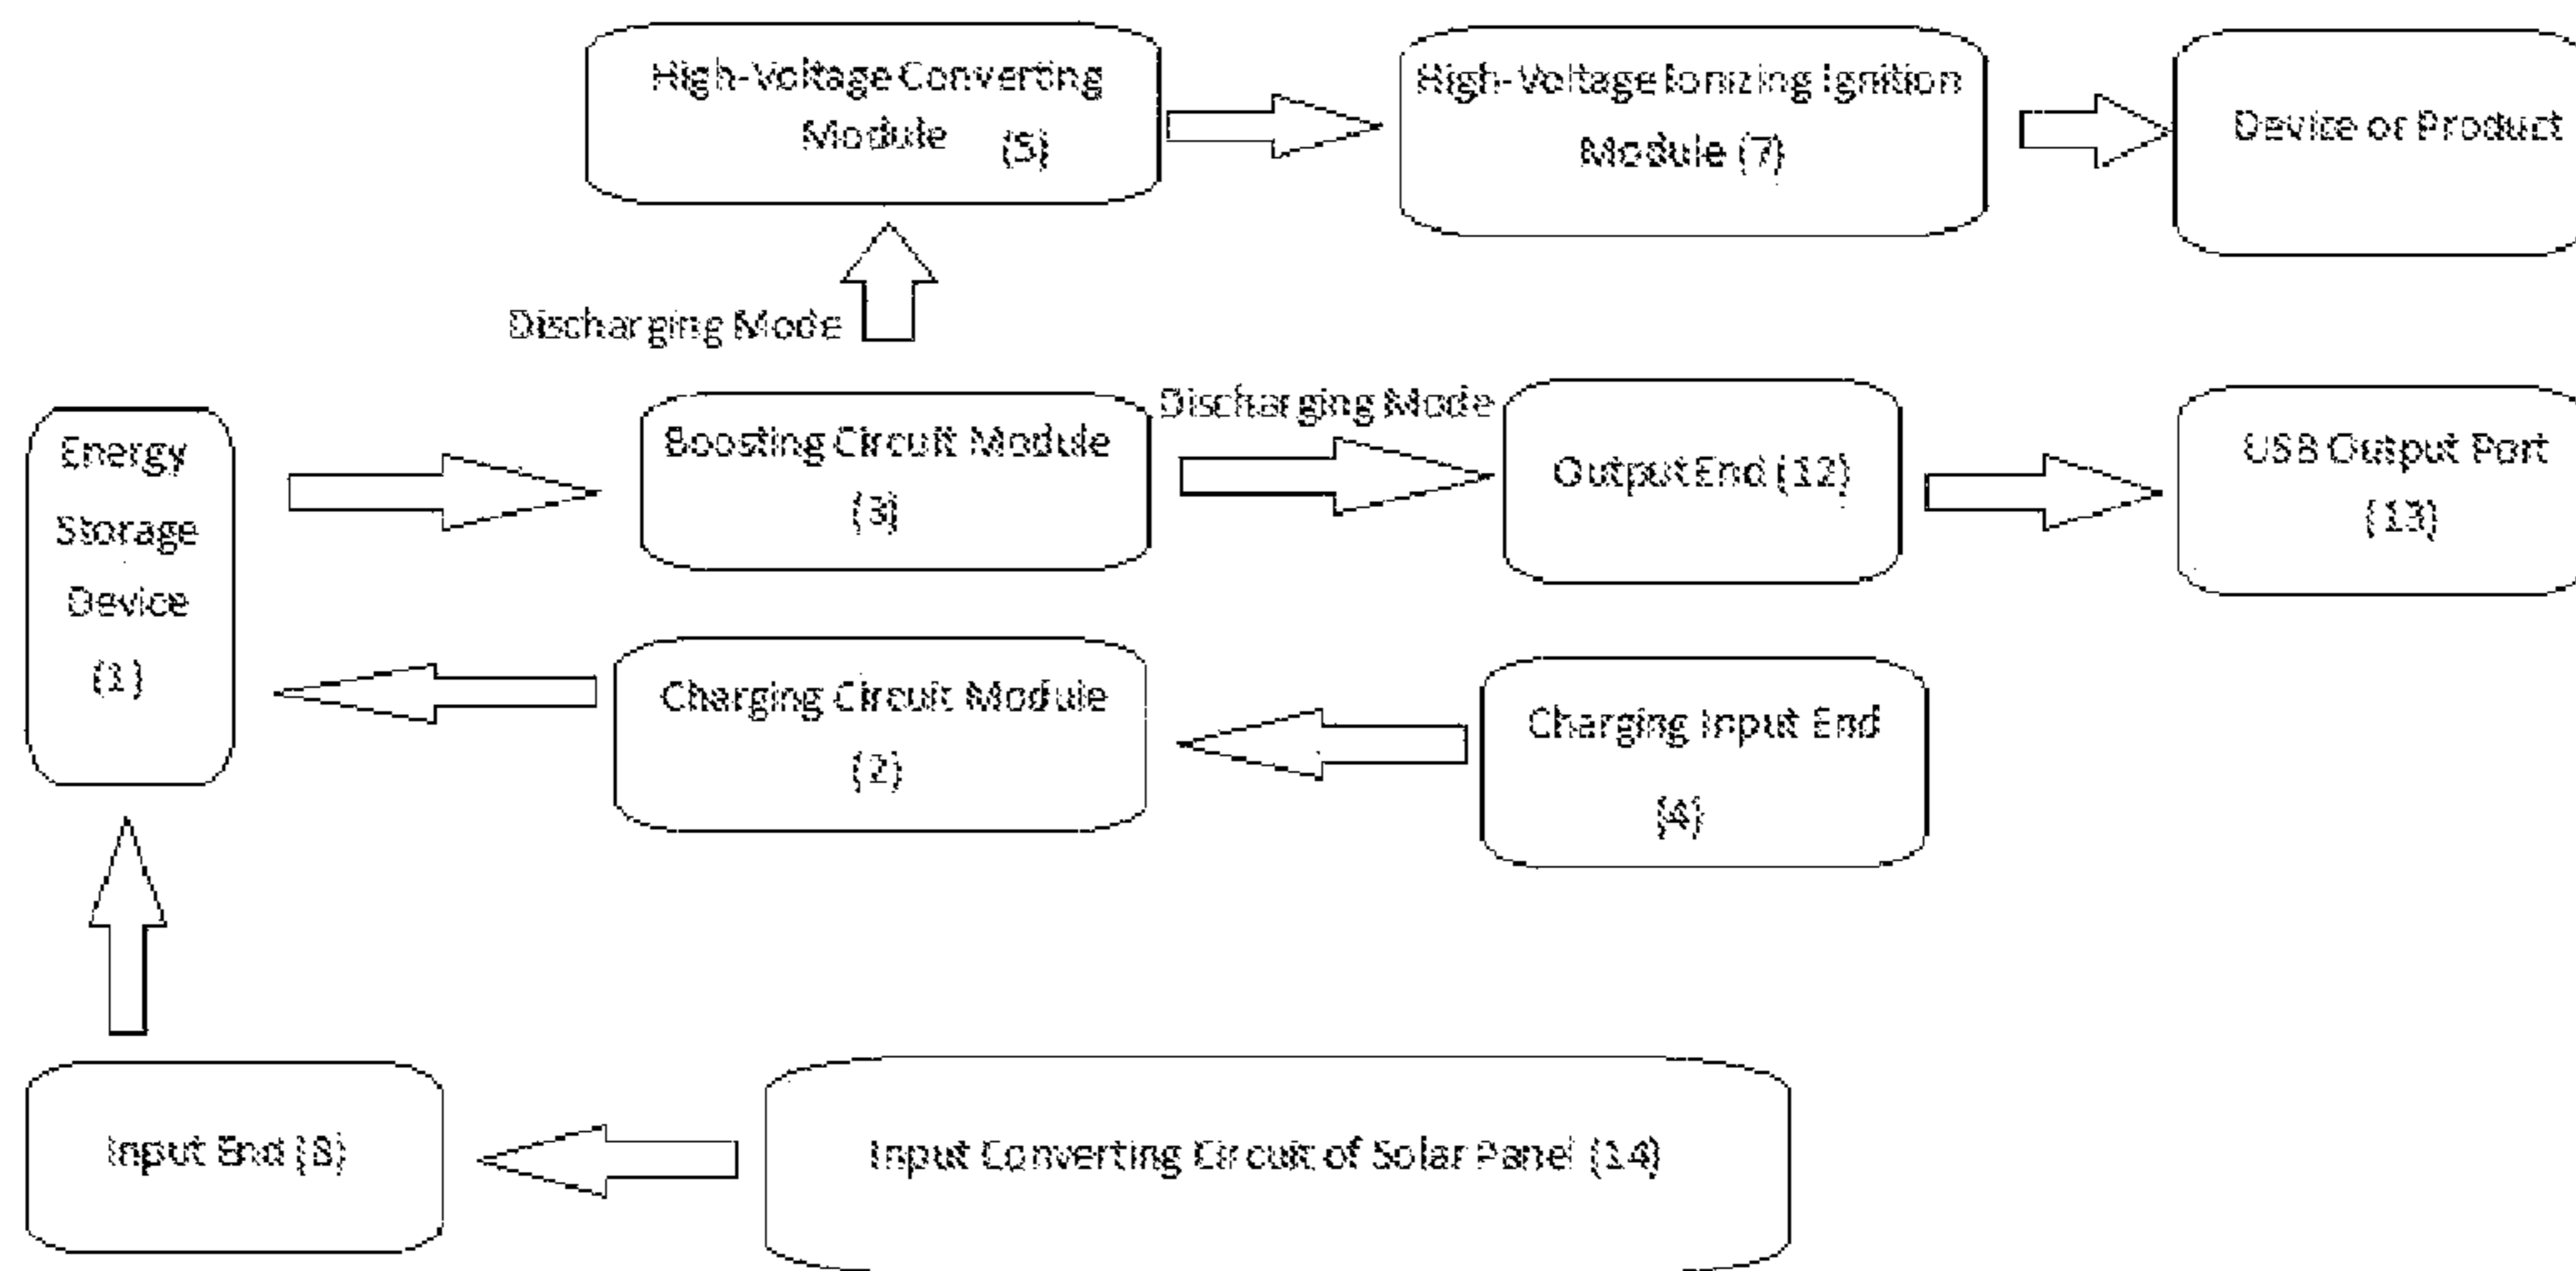 High-Voltage Converting
Module (5)
High-Voltage Ionizing Ignition
Module (7)
Device or Product
Discharging Mode
Energy
Storage
Device
(1)
Boosting Circuit Module
(3)
Discharging Mode
Output End (12)
USB Output Port
(13)
Charging Circuit Module
(2)
Charging Input End
(4)
Input End (8)
Input Converting Circuit of Solar Panel (14)